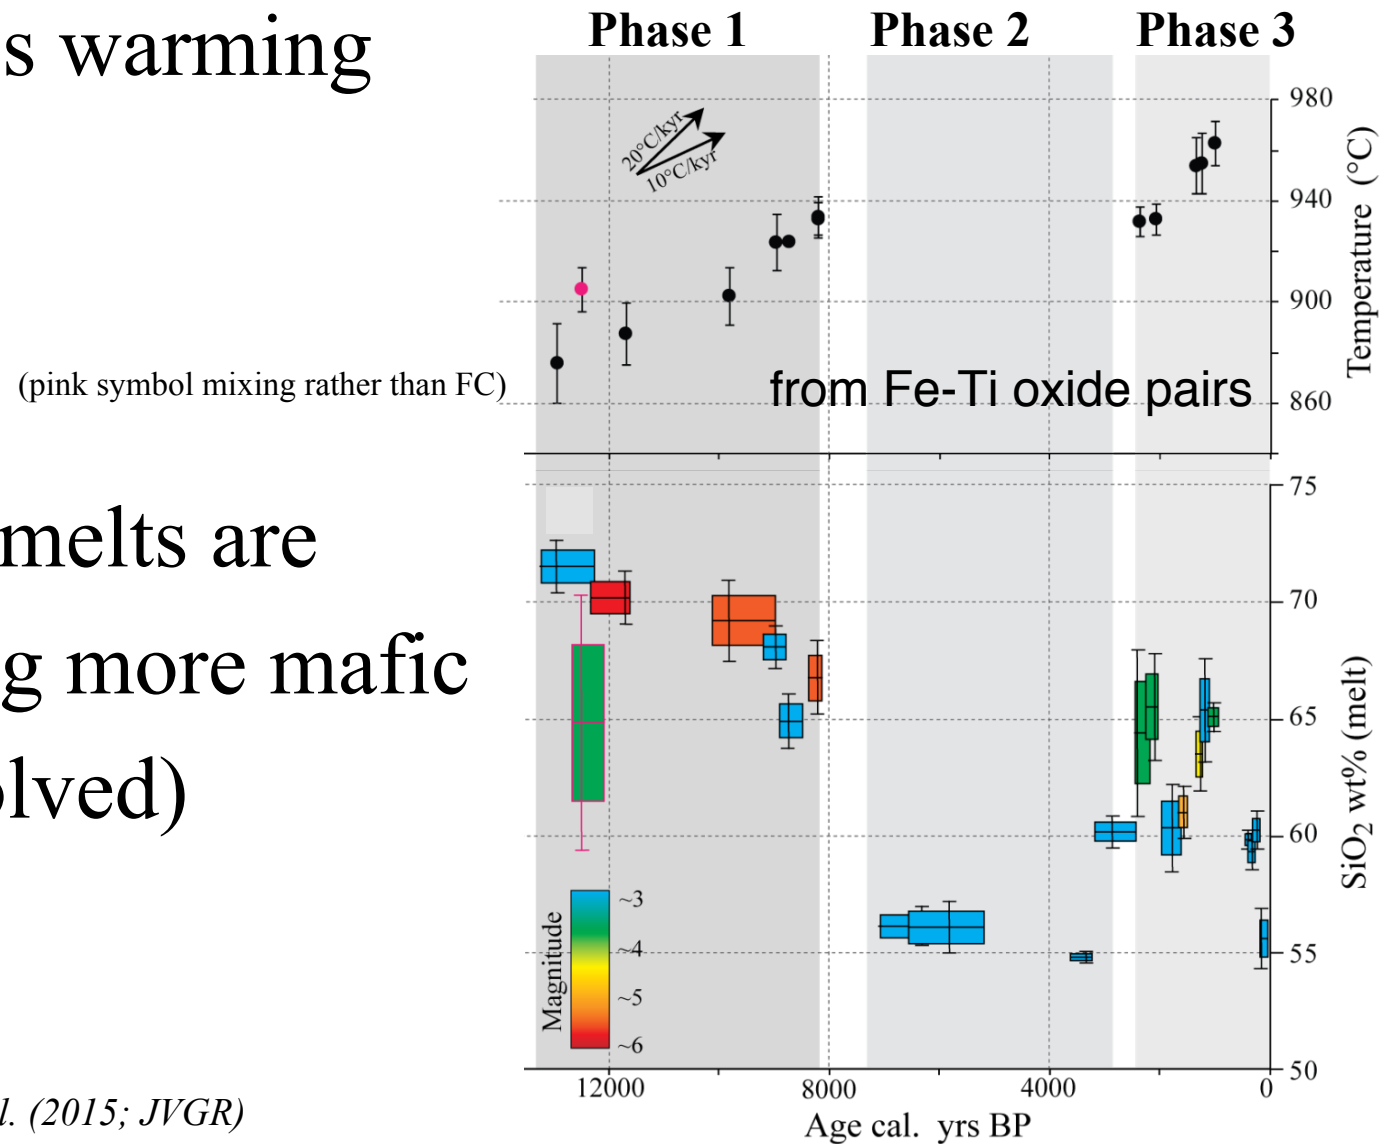 s warming
(pink symbol mixing rather than FC)
melts are
g more mafic
olved)
l. (2015; JVGR)
Phase 1
Phase 2
Phase 3
20°C/kyr
10°C/kyr
980
940
900
860
Temperature (°C)
from Fe-Ti oxide pairs
75
70
65
60
55
50
SiO2 wt% (melt)
Magnitude
~3
~4
~5
~6
12000
8000
4000
0
Age cal. yrs BP